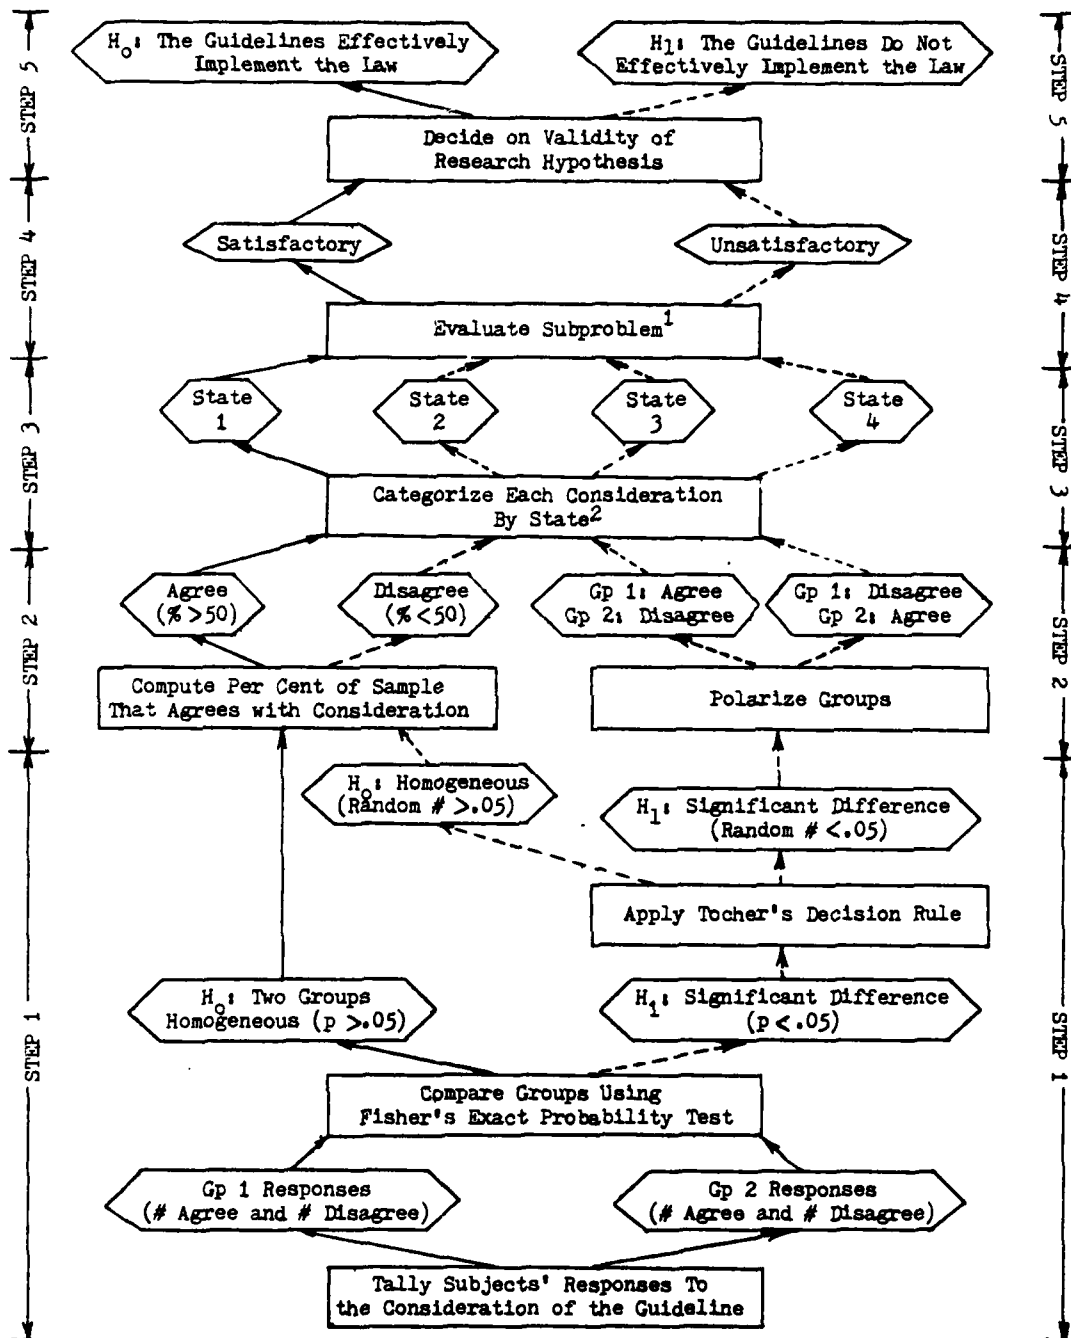 H₀: The Guidelines Effectively
Implement the Law
H1: The Guidelines Do Not
Effectively Implement the Law
STEP 5
STEP 5
Decide on Validity of
Research Hypothesis
STEP 4
STEP 4
Satisfactory
Unsatisfactory
Evaluate Subproblem¹
STEP 3
STEP 3
State
1
State
2
State
3
State
4
Categorize Each Consideration
By State²
STEP 2
STEP 2
Agree
(% >50)
Disagree
(% <50)
Gp 1: Agree
Gp 2: Disagree
Gp 1: Disagree
Gp 2: Agree
Compute Per Cent of Sample
That Agrees with Consideration
Polarize Groups
STEP 1
STEP 1
H₀: Homogeneous
(Random # >.05)
H₁: Significant Difference
(Random # <.05)
Apply Tocher's Decision Rule
H₀: Two Groups
Homogeneous (p >.05)
H₁: Significant Difference
(p <.05)
Compare Groups Using
Fisher's Exact Probability Test
Gp 1 Responses
(# Agree and # Disagree)
Gp 2 Responses
(# Agree and # Disagree)
Tally Subjects' Responses To
the Consideration of the Guideline